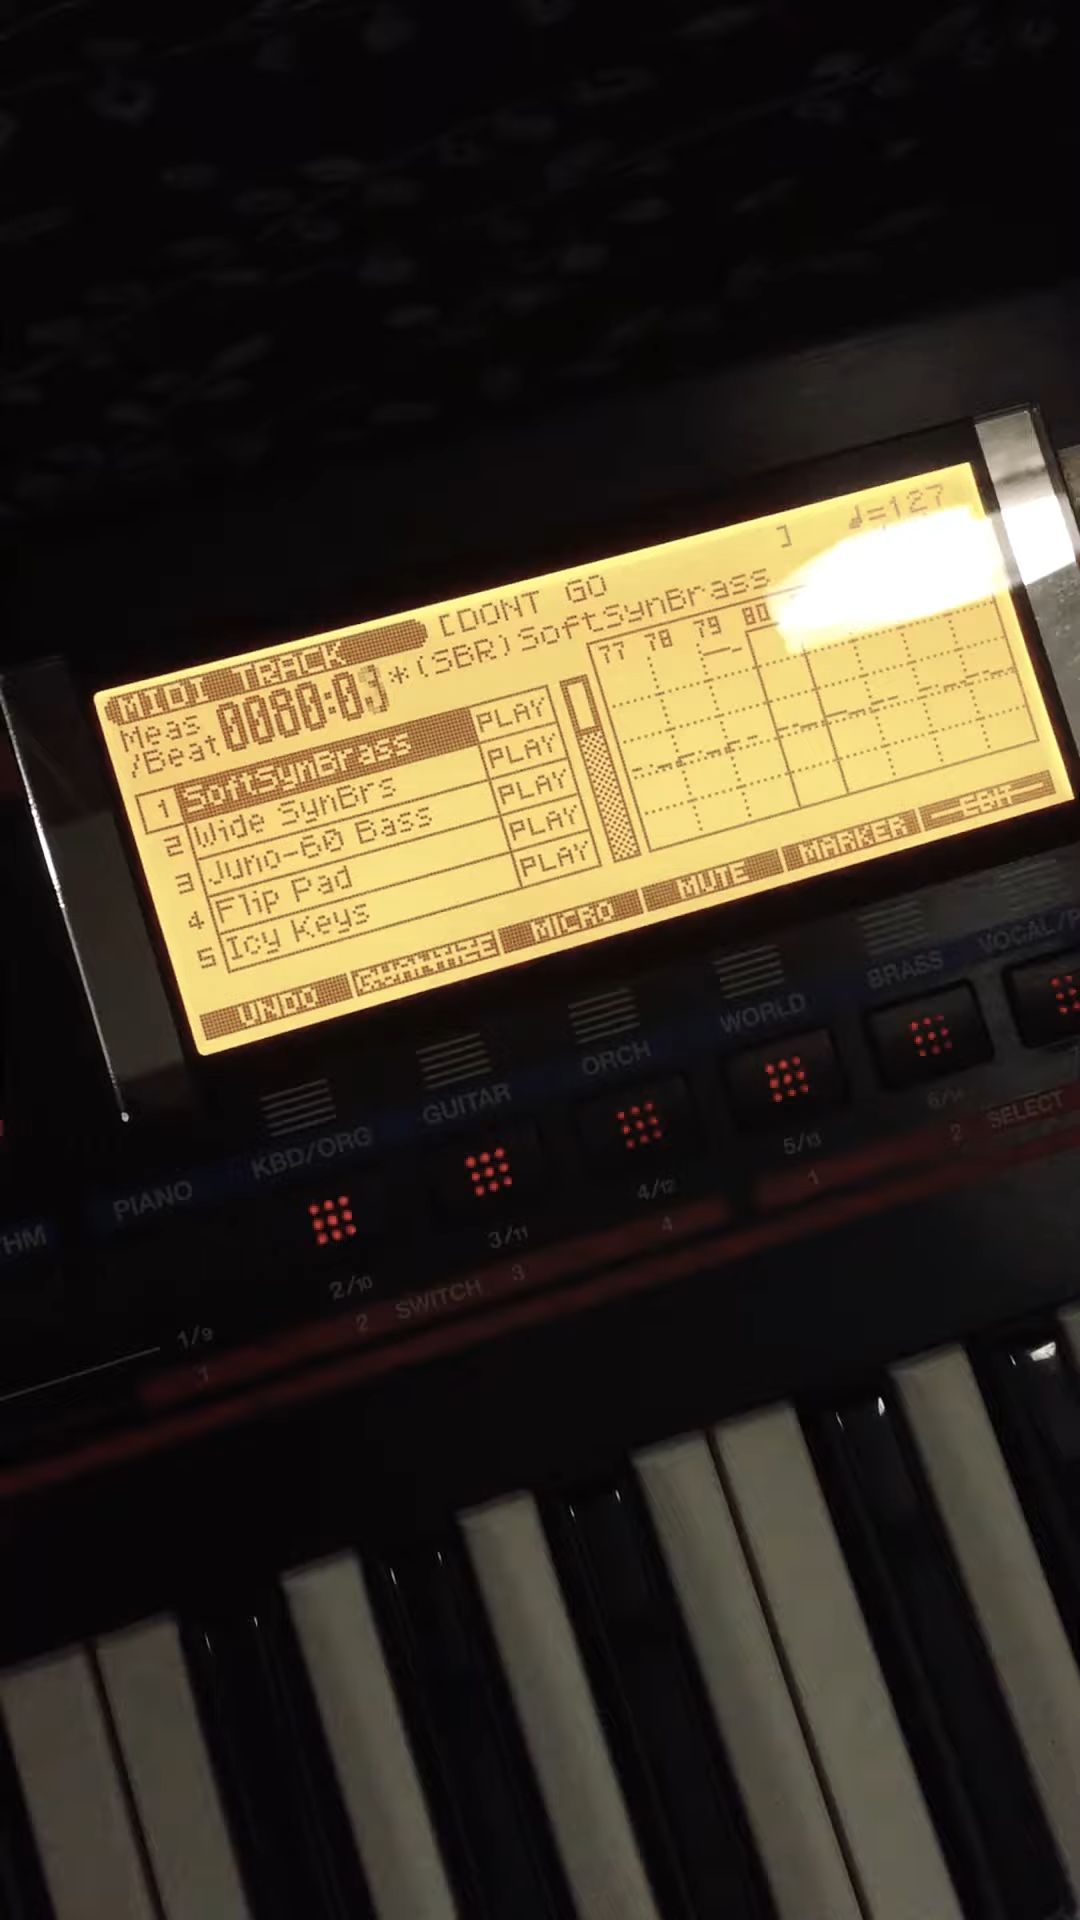 MIDI TRACK [DONT GO ] ♩=127
Meas/Beat 0080:03 *(SBR)SoftSynBrass
77 78 79 80
1 SoftSynBrass PLAY
2 Wide SynBrs PLAY
3 Juno-60 Bass PLAY
4 Flip Pad PLAY
5 Icy Keys PLAY
UNDO MICRO MUTE MARKER EDIT
THM PIANO KBD/ORG GUITAR ORCH WORLD BRASS VOCAL/P
1/9 2/10 3/11 4/12 5/13 6/14
1 2 SWITCH 3 4 1 2 SELECT